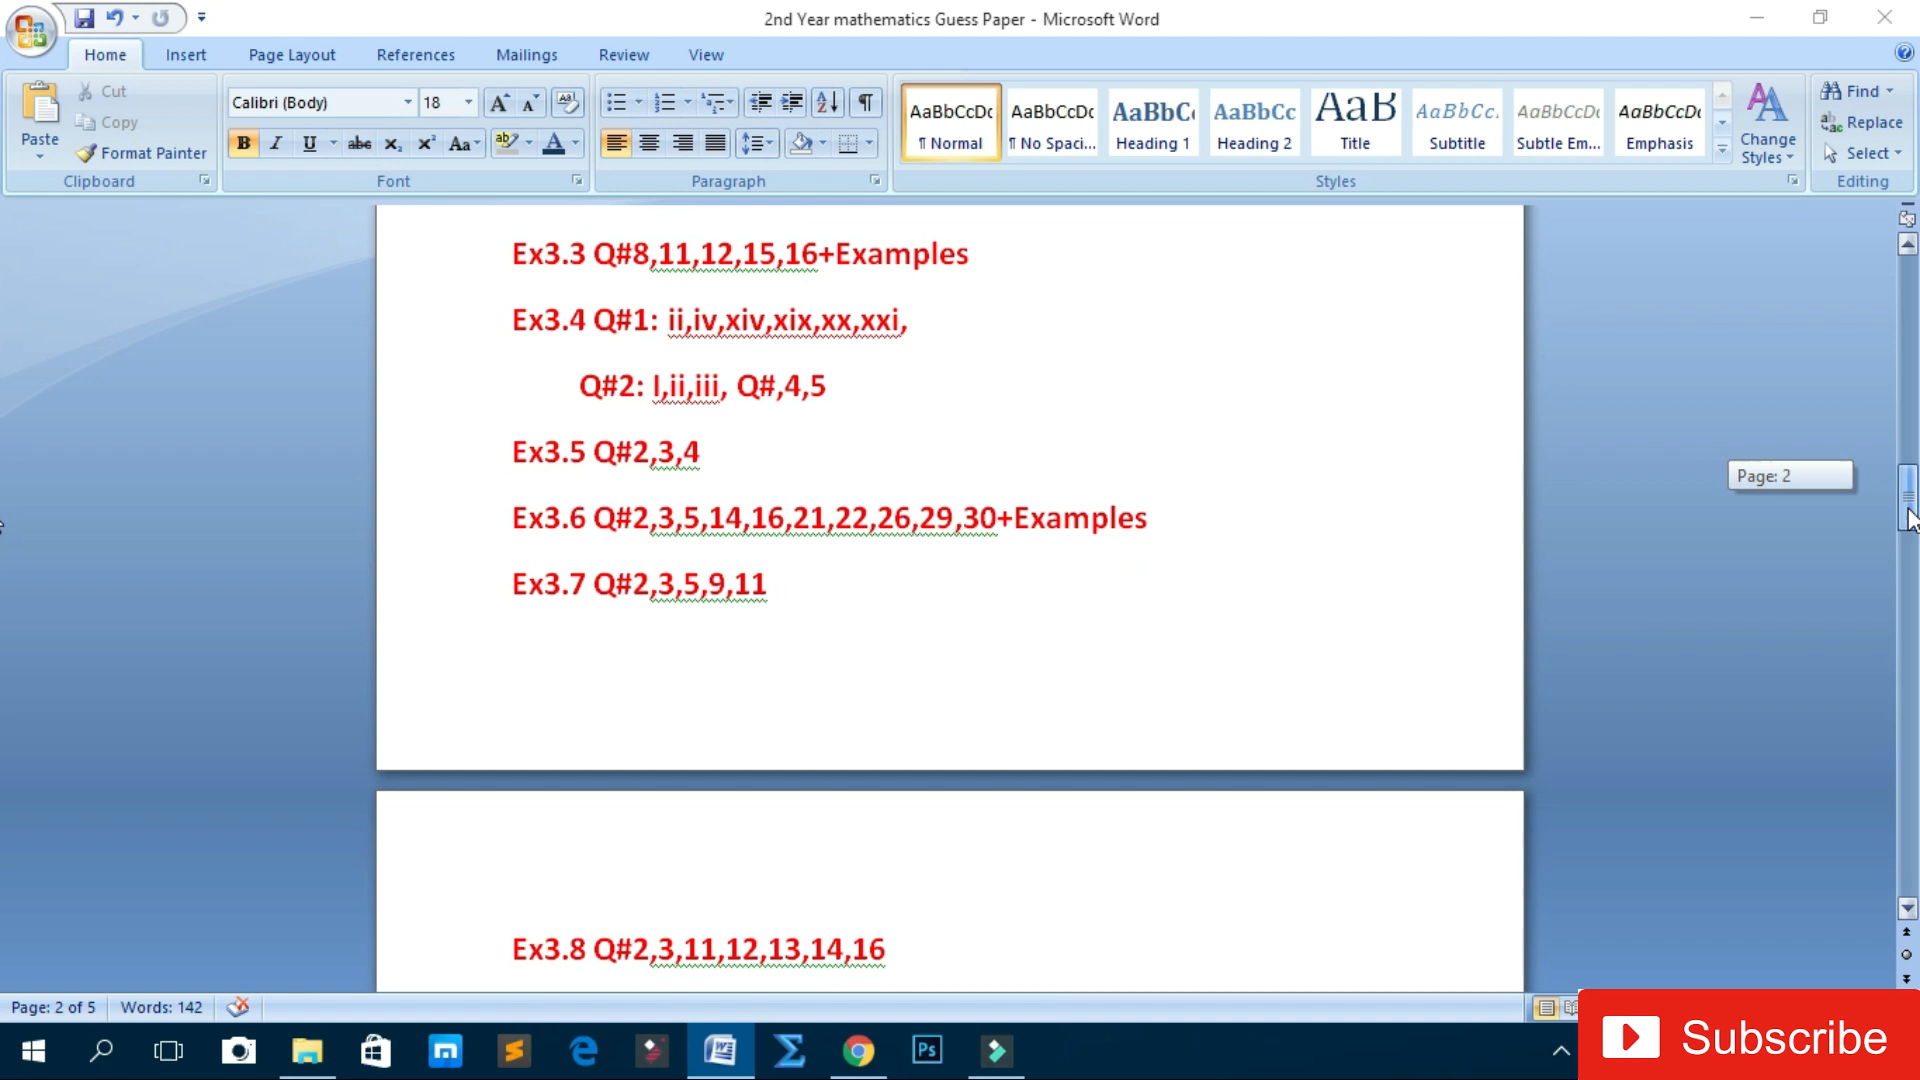 2nd Year mathematics Guess Paper - Microsoft Word
Home Insert Page Layout References Mailings Review View
Paste
Cut
Copy
Format Painter
Clipboard
Calibri (Body) 18
Font
Paragraph
AaBbCcDc AaBbCcDc AaBbC AaBbCc AaB AaBbCc. AaBbCcDc AaBbCcDc
¶ Normal ¶ No Spaci... Heading 1 Heading 2 Title Subtitle Subtle Em... Emphasis
Change Styles
Styles
Find
Replace
Select
Editing
Ex3.3 Q#8,11,12,15,16+Examples
Ex3.4 Q#1: ii,iv,xiv,xix,xx,xxi,
Q#2: I,ii,iii, Q#,4,5
Ex3.5 Q#2,3,4
Page: 2
Ex3.6 Q#2,3,5,14,16,21,22,26,29,30+Examples
Ex3.7 Q#2,3,5,9,11
Ex3.8 Q#2,3,11,12,13,14,16
Page: 2 of 5 Words: 142
Ps
Subscribe